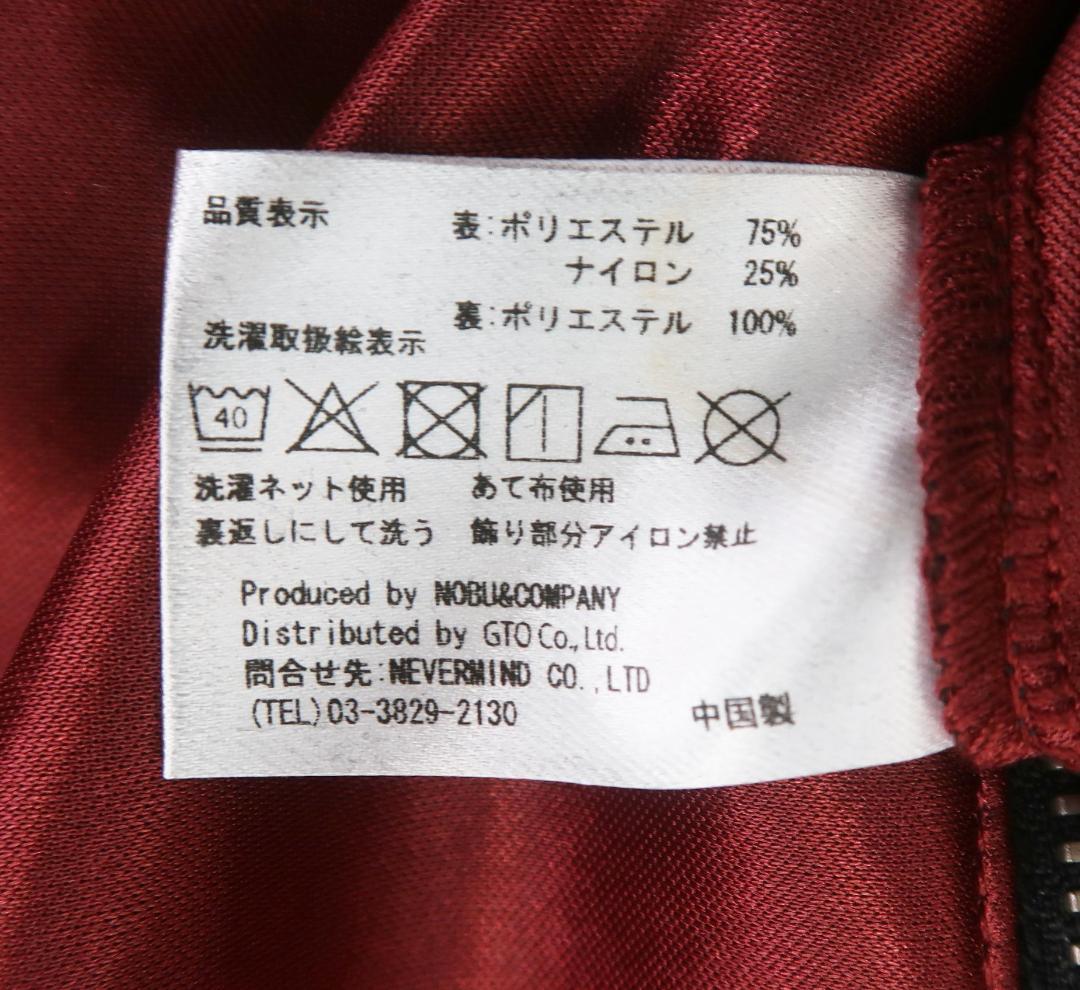 品質表示
表:ポリエステル 75%
ナイロン 25%
裏:ポリエステル 100%
洗濯取扱絵表示
40
洗濯ネット使用 あて布使用
裏返しにして洗う 飾り部分アイロン禁止
Produced by NOBU&COMPANY
Distributed by GTO Co.,Ltd.
問合せ先:NEVERMIND CO.,LTD
(TEL)03-3829-2130
中国製